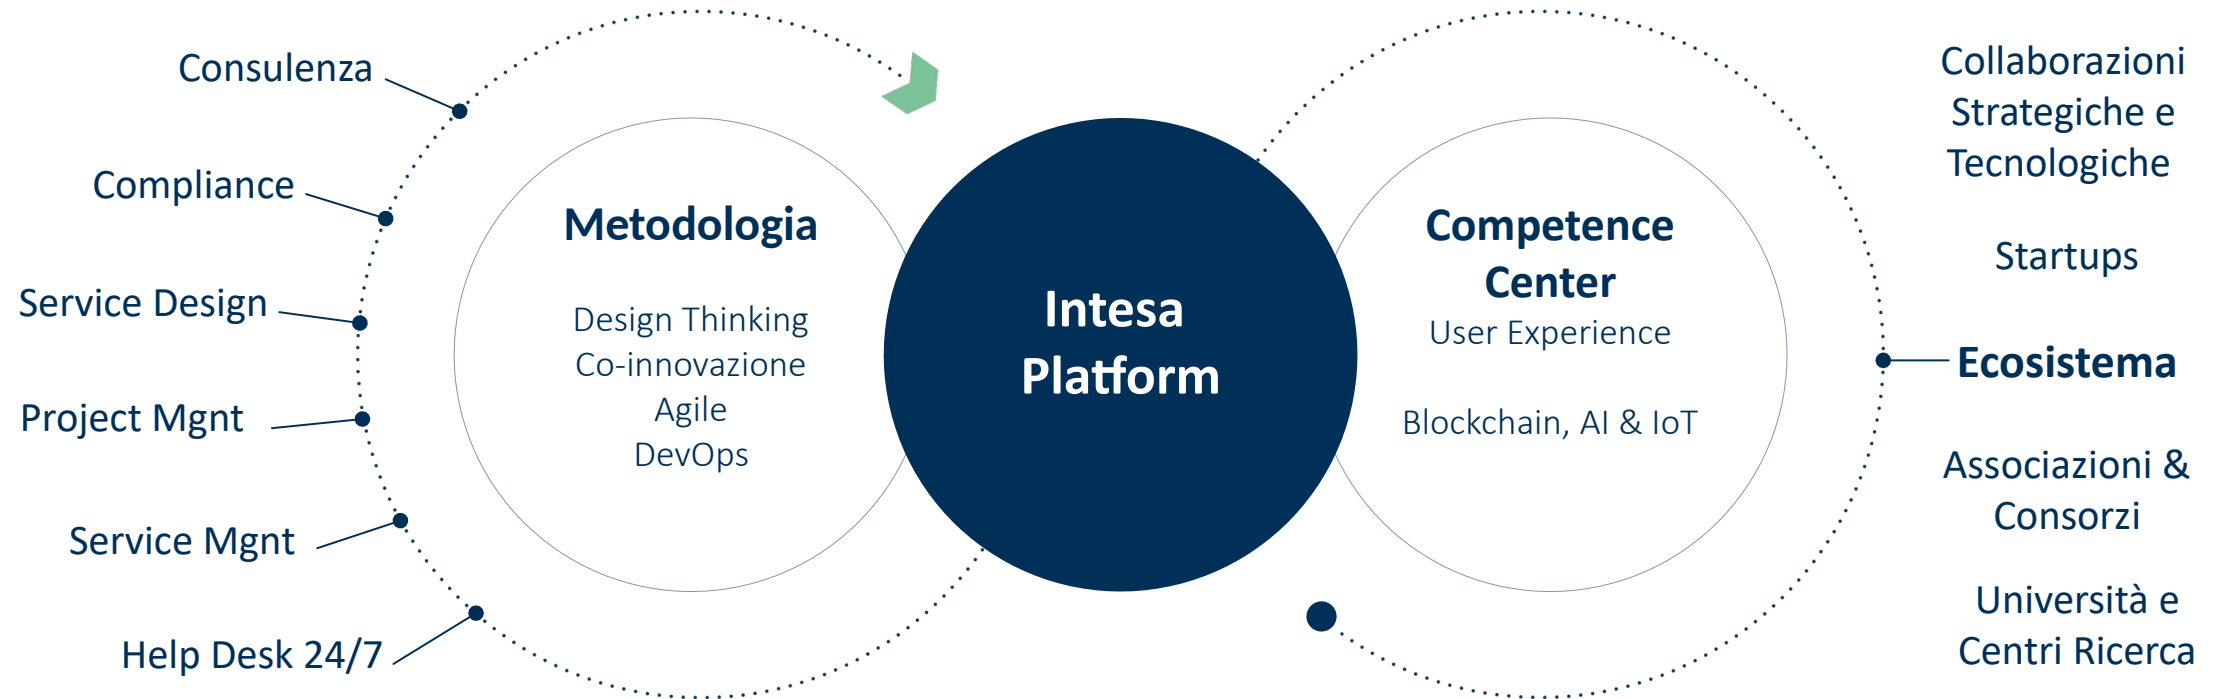 Consulenza
Compliance
Service Design
Project Mgnt
Service Mgnt
Help Desk 24/7
Metodologia
Design Thinking
Co-innovazione
Agile
DevOps
Intesa
Platform
Competence
Center
User Experience
Blockchain, AI & IoT
Collaborazioni
Strategiche e
Tecnologiche
Startups
Ecosistema
Associazioni &
Consorzi
Università e
Centri Ricerca